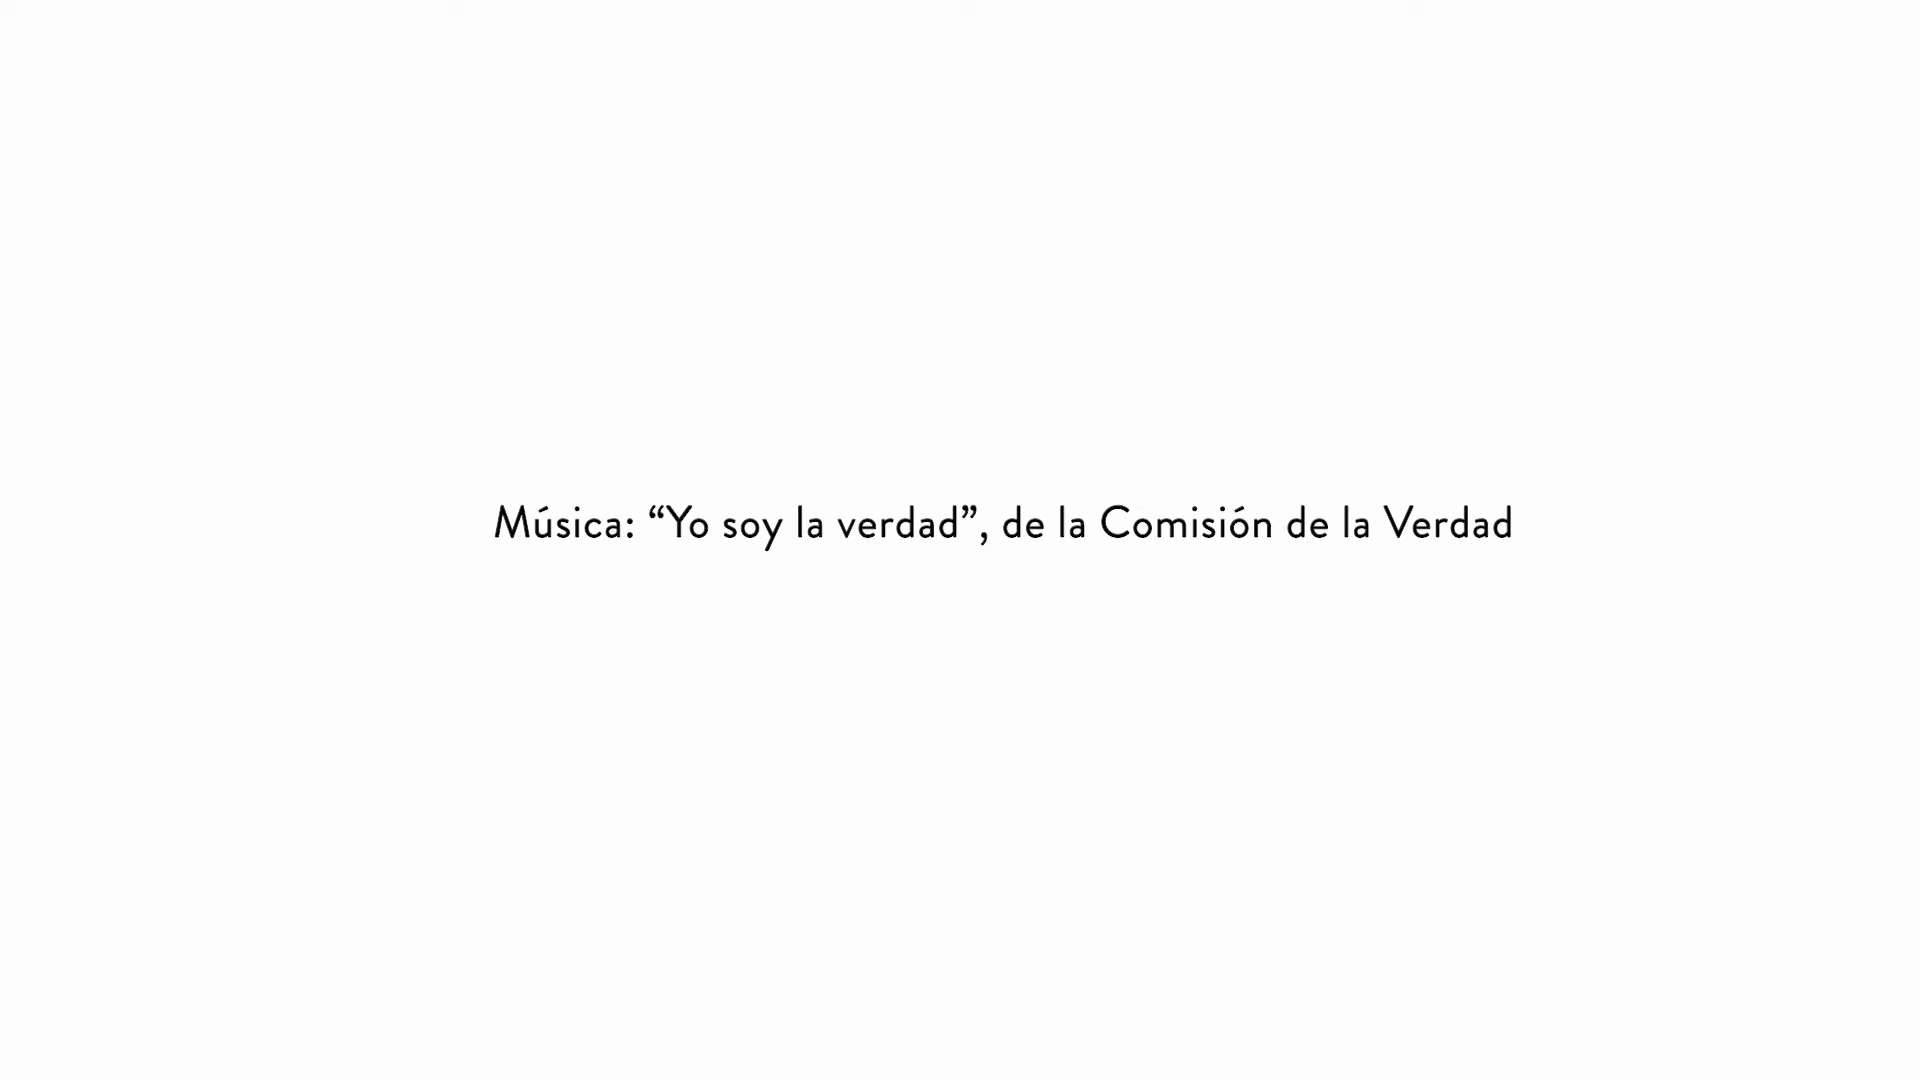 Música: “Yo soy la verdad”, de la Comisión de la Verdad